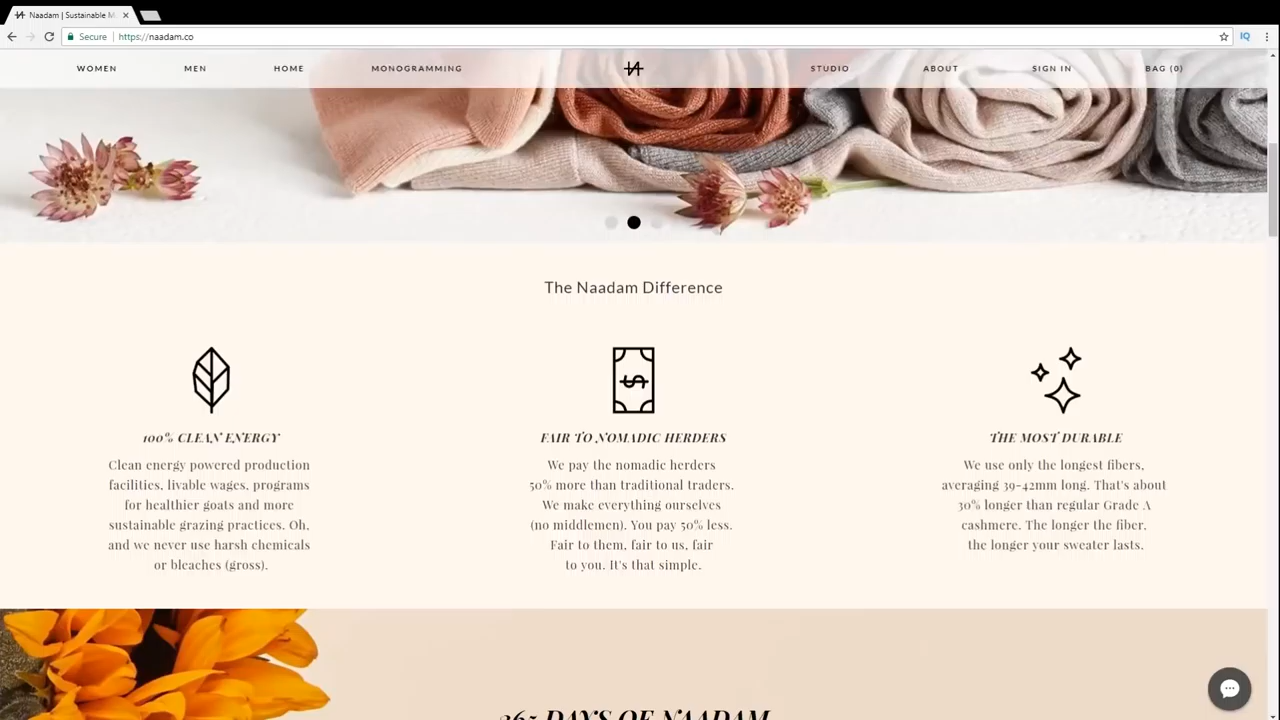 Naadam | Sustainable M
Secure https://naadam.co
IQ
WOMEN MEN HOME MONOGRAMMING STUDIO ABOUT SIGN IN BAG (0)
The Naadam Difference
100% CLEAN ENERGY
Clean energy powered production
facilities, livable wages, programs
for healthier goats and more
sustainable grazing practices. Oh,
and we never use harsh chemicals
or bleaches (gross).
FAIR TO NOMADIC HERDERS
We pay the nomadic herders
50% more than traditional traders.
We make everything ourselves
(no middlemen). You pay 50% less.
Fair to them, fair to us, fair
to you. It's that simple.
THE MOST DURABLE
We use only the longest fibers,
averaging 39-42mm long. That's about
30% longer than regular Grade A
cashmere. The longer the fiber,
the longer your sweater lasts.
365 DAYS OF NAADAM